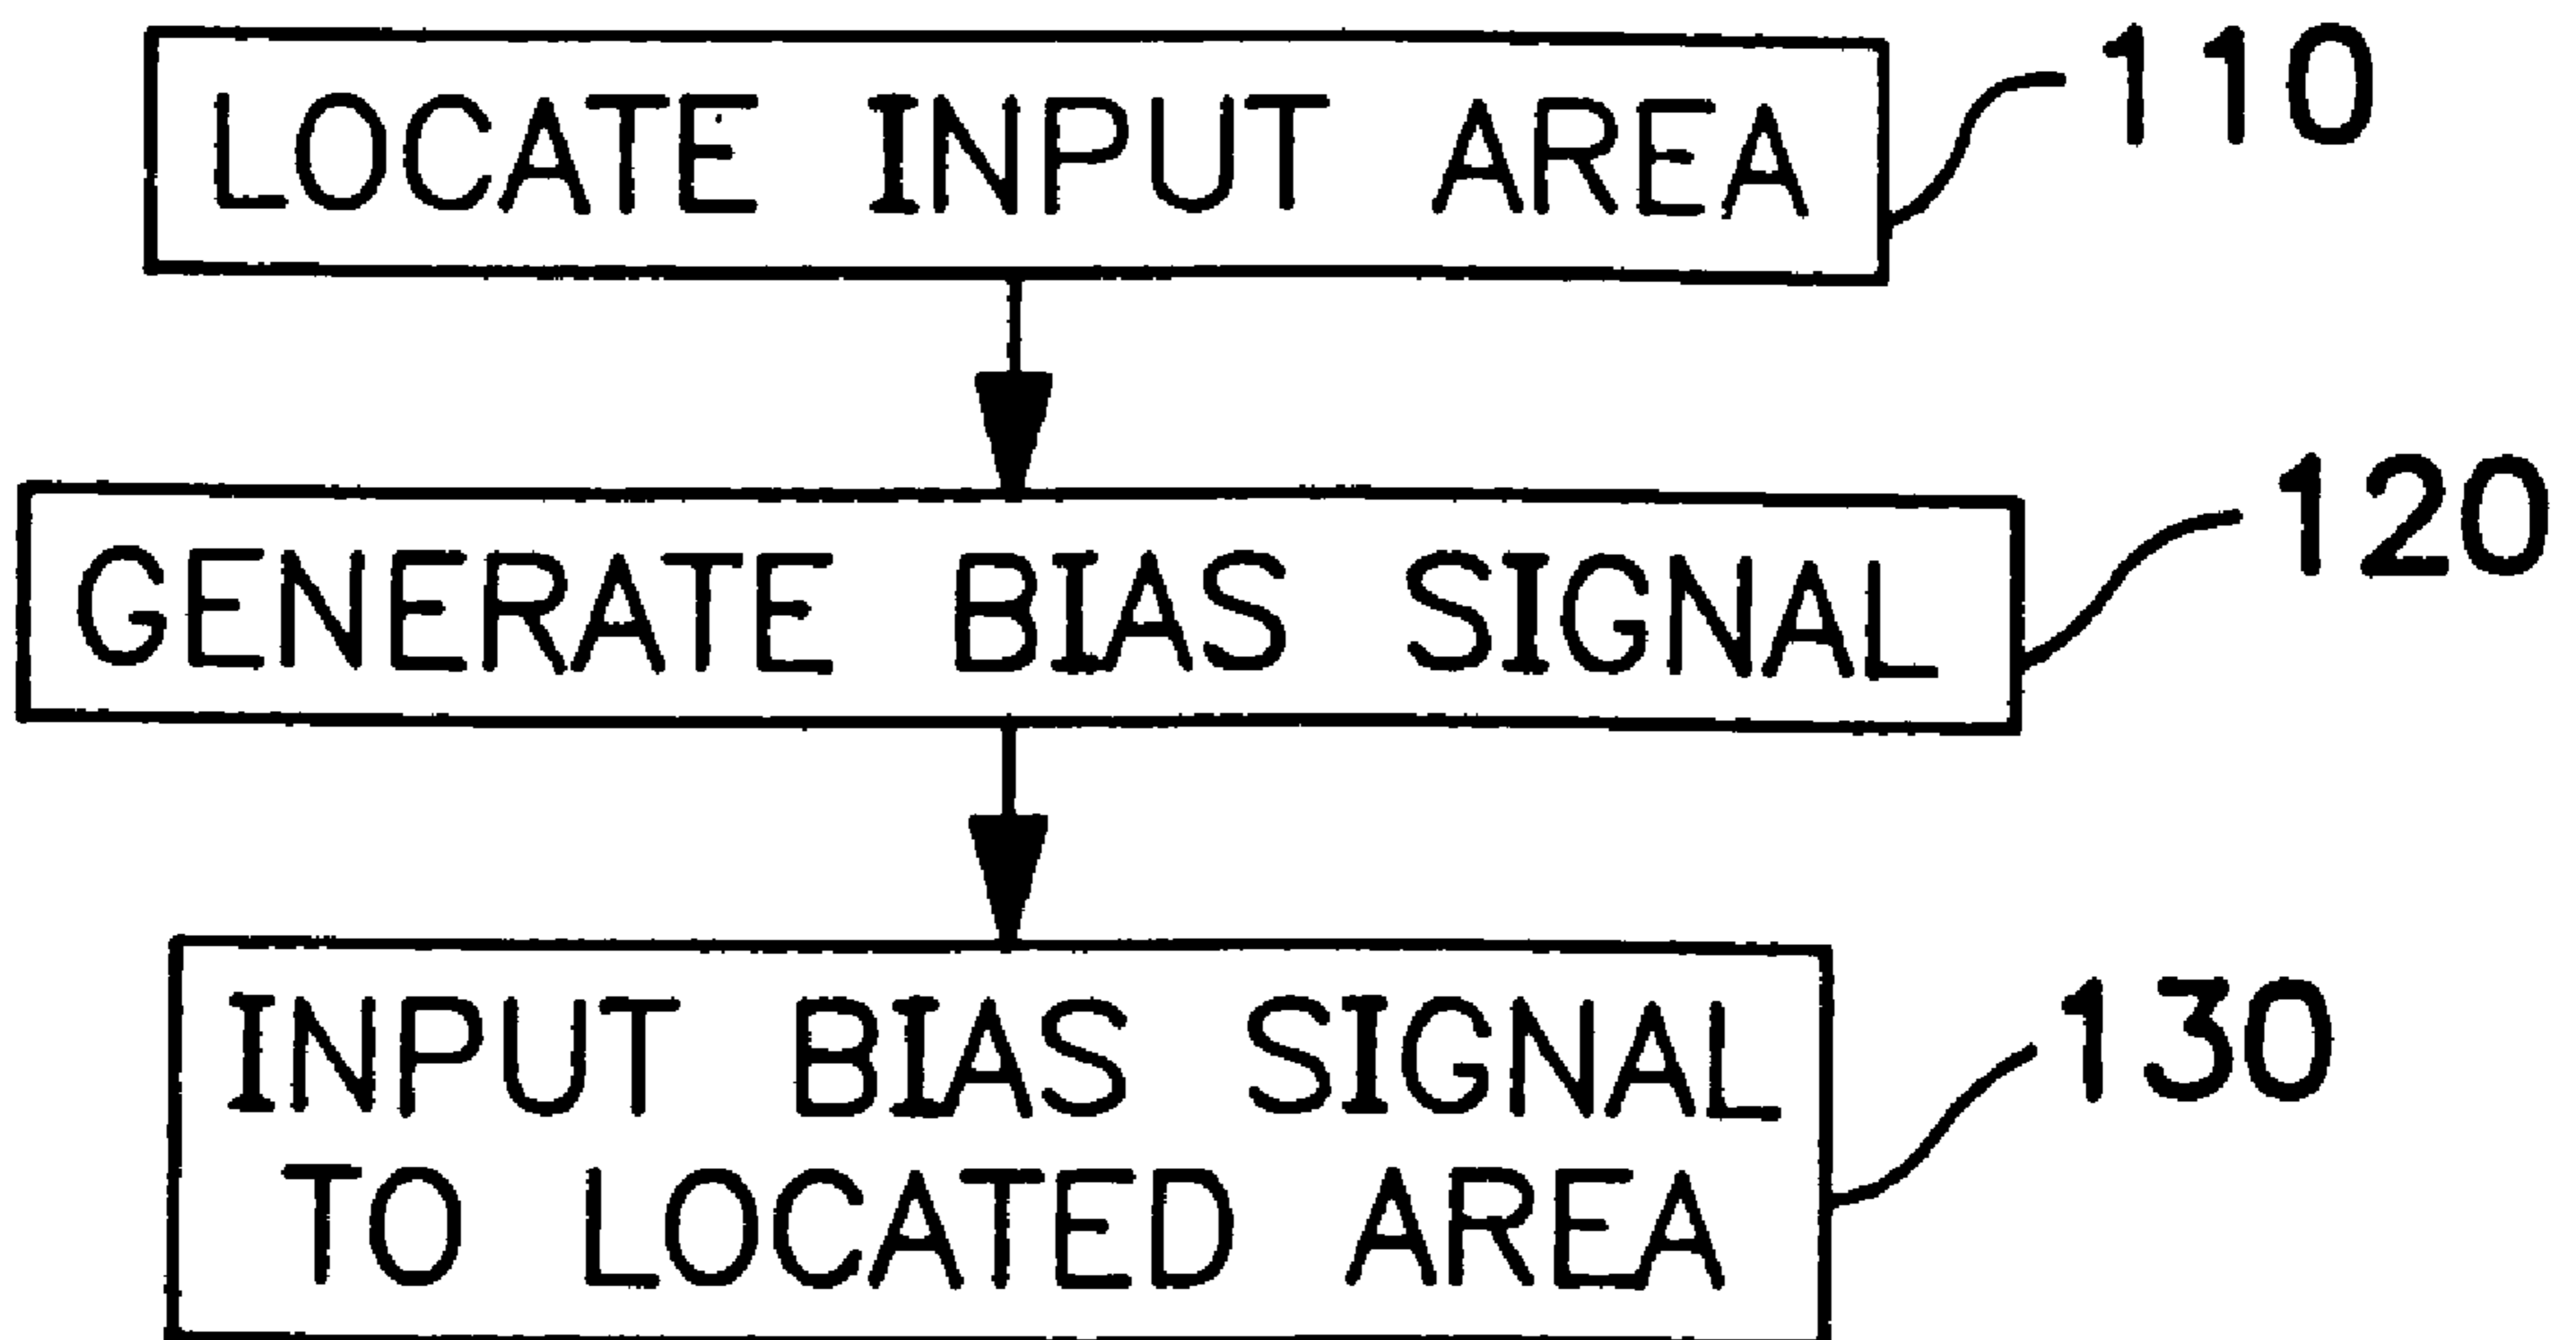 LOCATE INPUT AREA
110
GENERATE BIAS SIGNAL
120
INPUT BIAS SIGNAL
TO LOCATED AREA
130